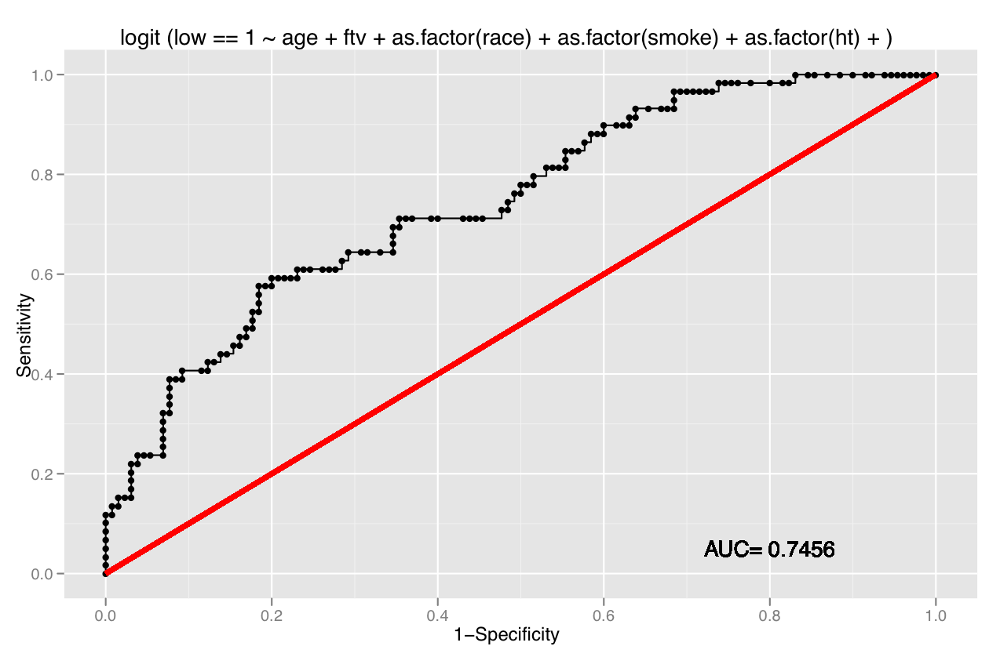 logit (low == 1 ~ age + ftv + as.factor(race) + as.factor(smoke) + as.factor(ht) + )
1.0
0.8
0.6
0.4
0.2
0.0
Sensitivity
AUC= 0.7456
0.0 0.2 0.4 0.6 0.8 1.0
1−Specificity